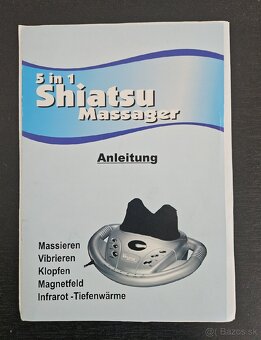 5 in 1
Shiatsu
Massager
Anleitung
Massieren
Vibrieren
Klopfen
Magnetfeld
Infrarot -Tiefenwärme
Bazos.sk